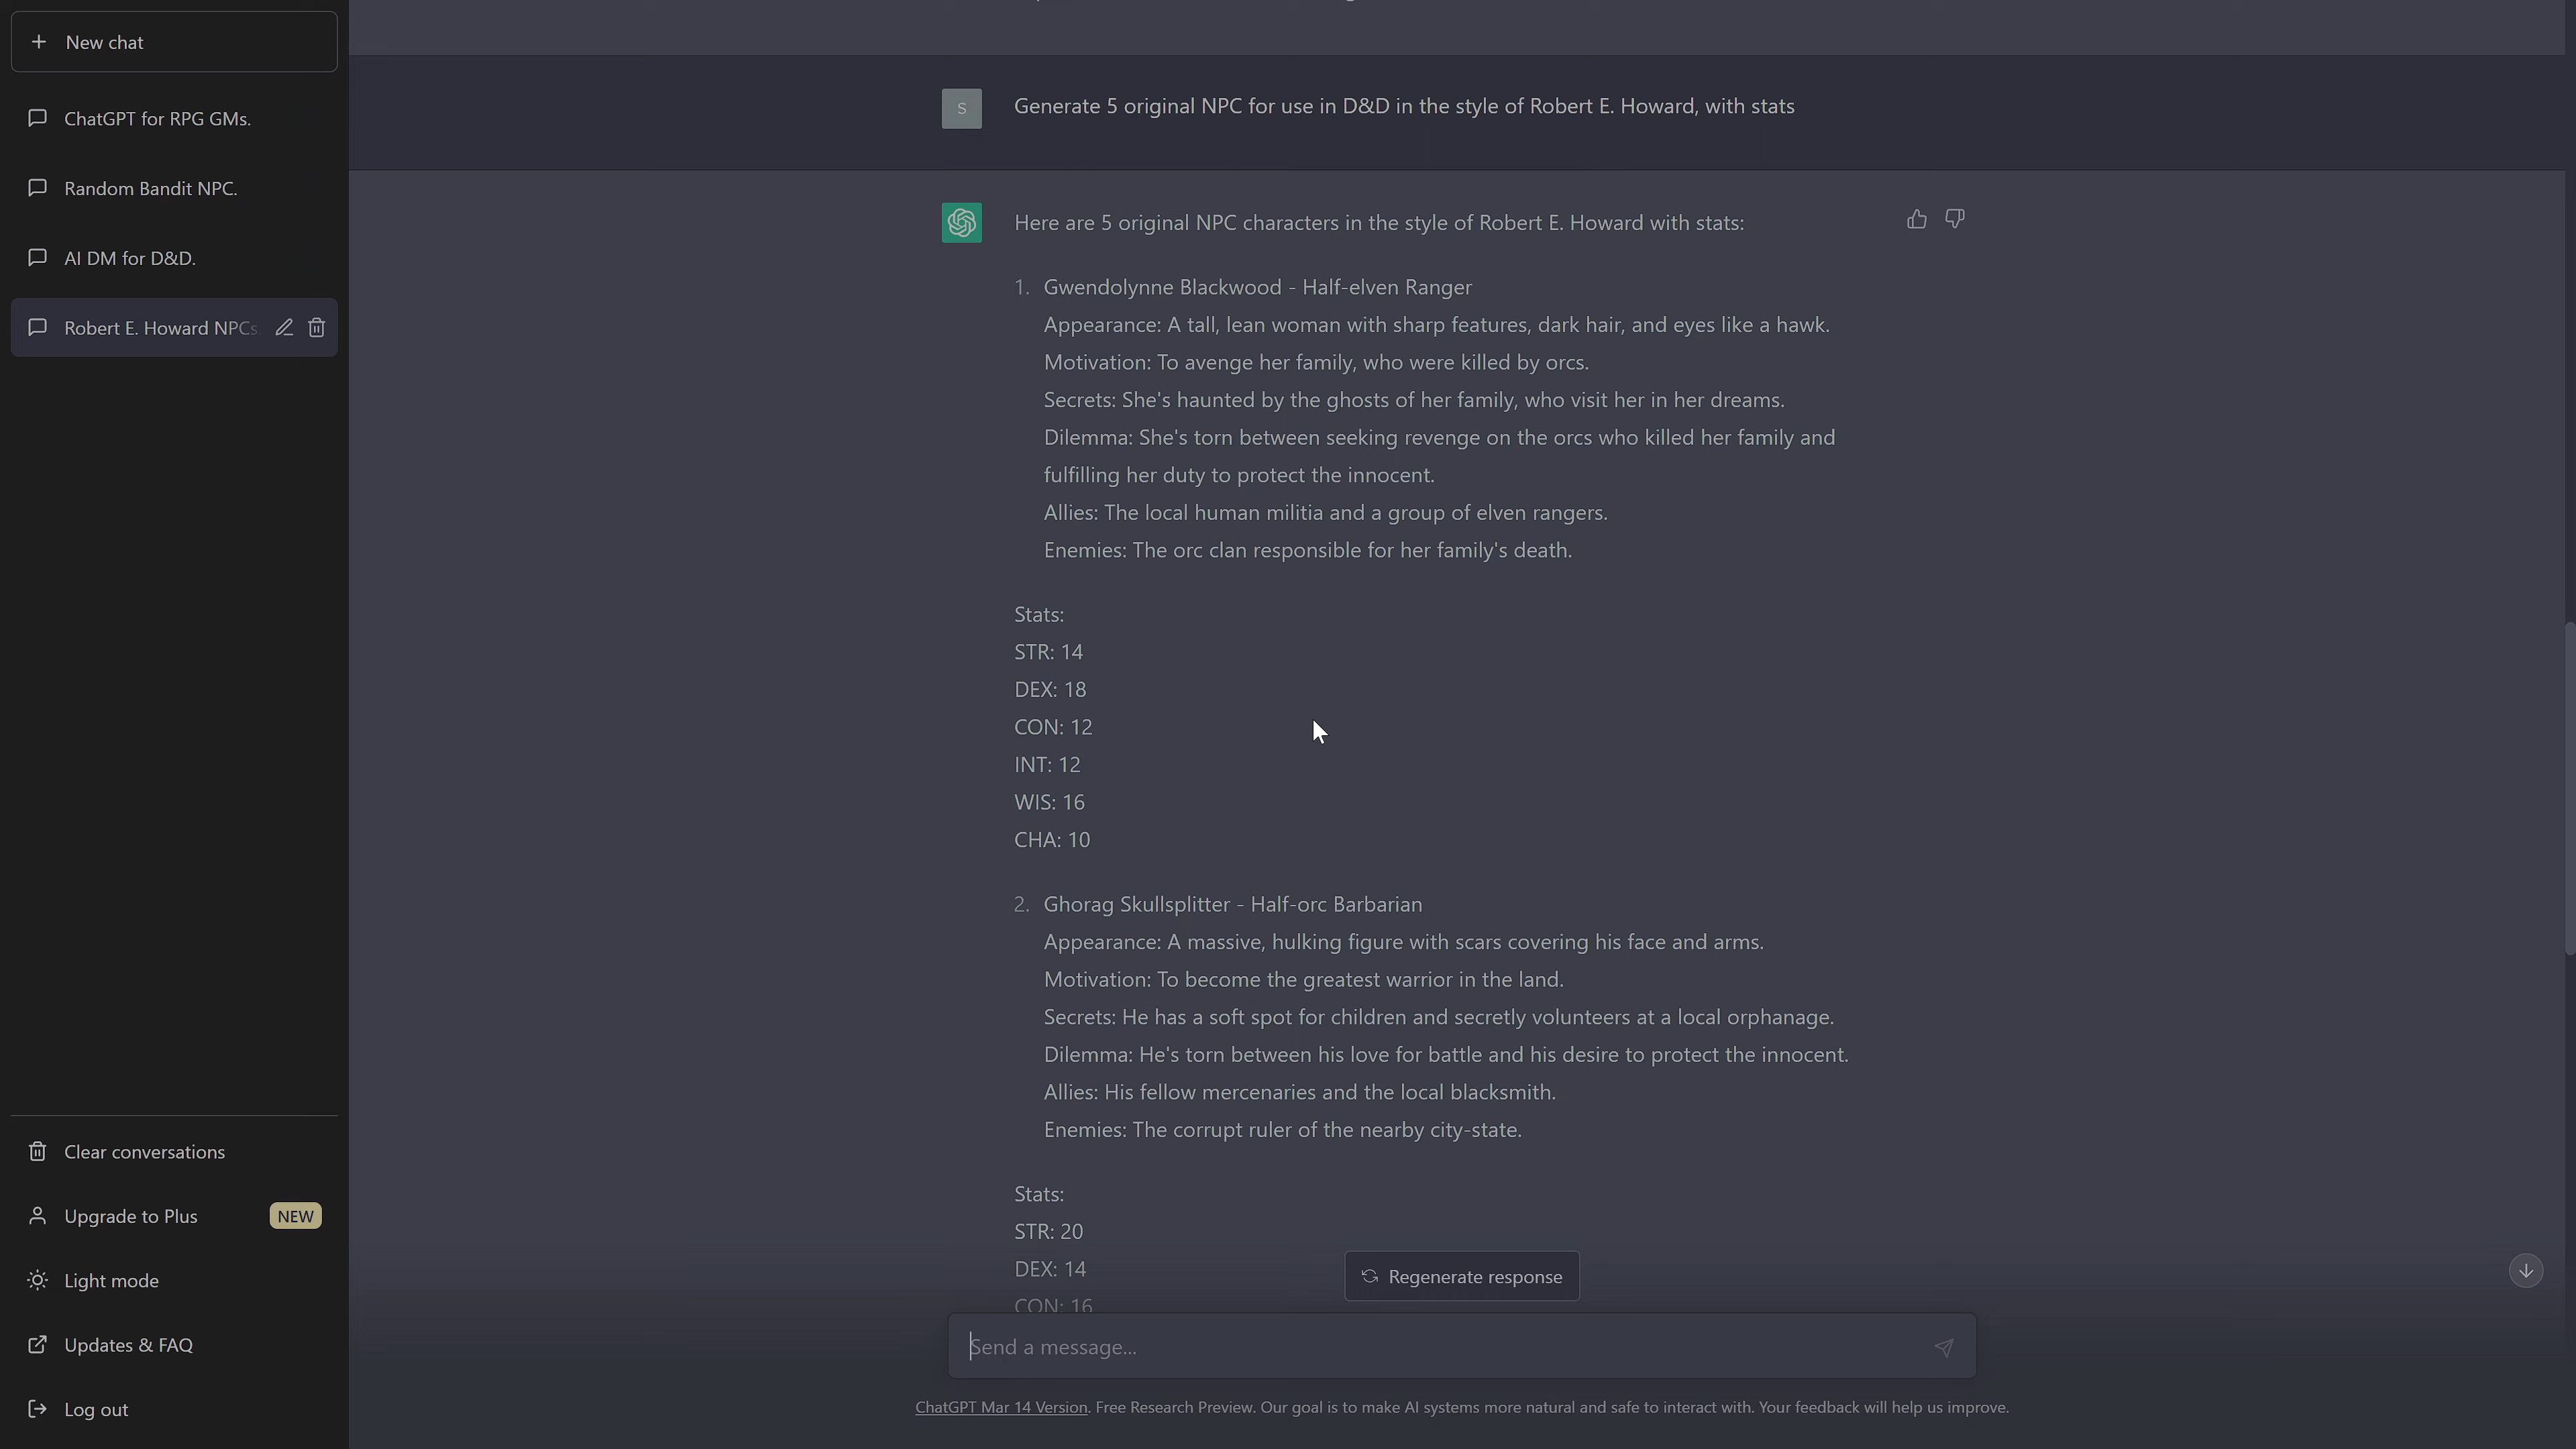 New chat
ChatGPT for RPG GMs.
Random Bandit NPC.
AI DM for D&D.
Robert E. Howard NPCs
Clear conversations
Upgrade to Plus NEW
Light mode
Updates & FAQ
Log out
S
Generate 5 original NPC for use in D&D in the style of Robert E. Howard, with stats
Here are 5 original NPC characters in the style of Robert E. Howard with stats:
1. Gwendolynne Blackwood - Half-elven Ranger
Appearance: A tall, lean woman with sharp features, dark hair, and eyes like a hawk.
Motivation: To avenge her family, who were killed by orcs.
Secrets: She's haunted by the ghosts of her family, who visit her in her dreams.
Dilemma: She's torn between seeking revenge on the orcs who killed her family and
fulfilling her duty to protect the innocent.
Allies: The local human militia and a group of elven rangers.
Enemies: The orc clan responsible for her family's death.
Stats:
STR: 14
DEX: 18
CON: 12
INT: 12
WIS: 16
CHA: 10
2. Ghorag Skullsplitter - Half-orc Barbarian
Appearance: A massive, hulking figure with scars covering his face and arms.
Motivation: To become the greatest warrior in the land.
Secrets: He has a soft spot for children and secretly volunteers at a local orphanage.
Dilemma: He's torn between his love for battle and his desire to protect the innocent.
Allies: His fellow mercenaries and the local blacksmith.
Enemies: The corrupt ruler of the nearby city-state.
Stats:
STR: 20
DEX: 14
CON: 16
Regenerate response
Send a message...
ChatGPT Mar 14 Version. Free Research Preview. Our goal is to make AI systems more natural and safe to interact with. Your feedback will help us improve.